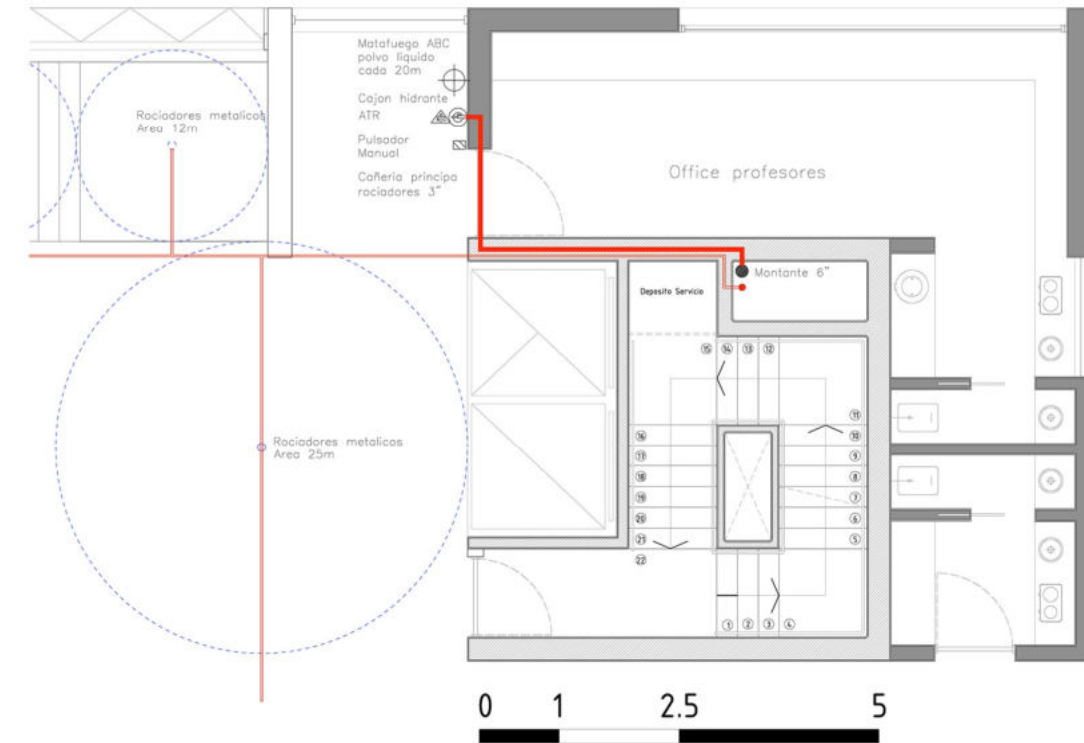 Matafuego ABC
polvo liquido
cada 20m
Cajon hidrante
ATR
Pulsador
Manual
Cañeria principa
rociadores 3"
Rociadores metalicos
Area 12m
Office profesores
Montante 6"
Deposito Servicio
15 14 13 12
11
10
9
8
7
6
5
16
17
18
19
20
21
22
1 2 3 4
Rociadores metalicos
Area 25m
0 1 2.5 5